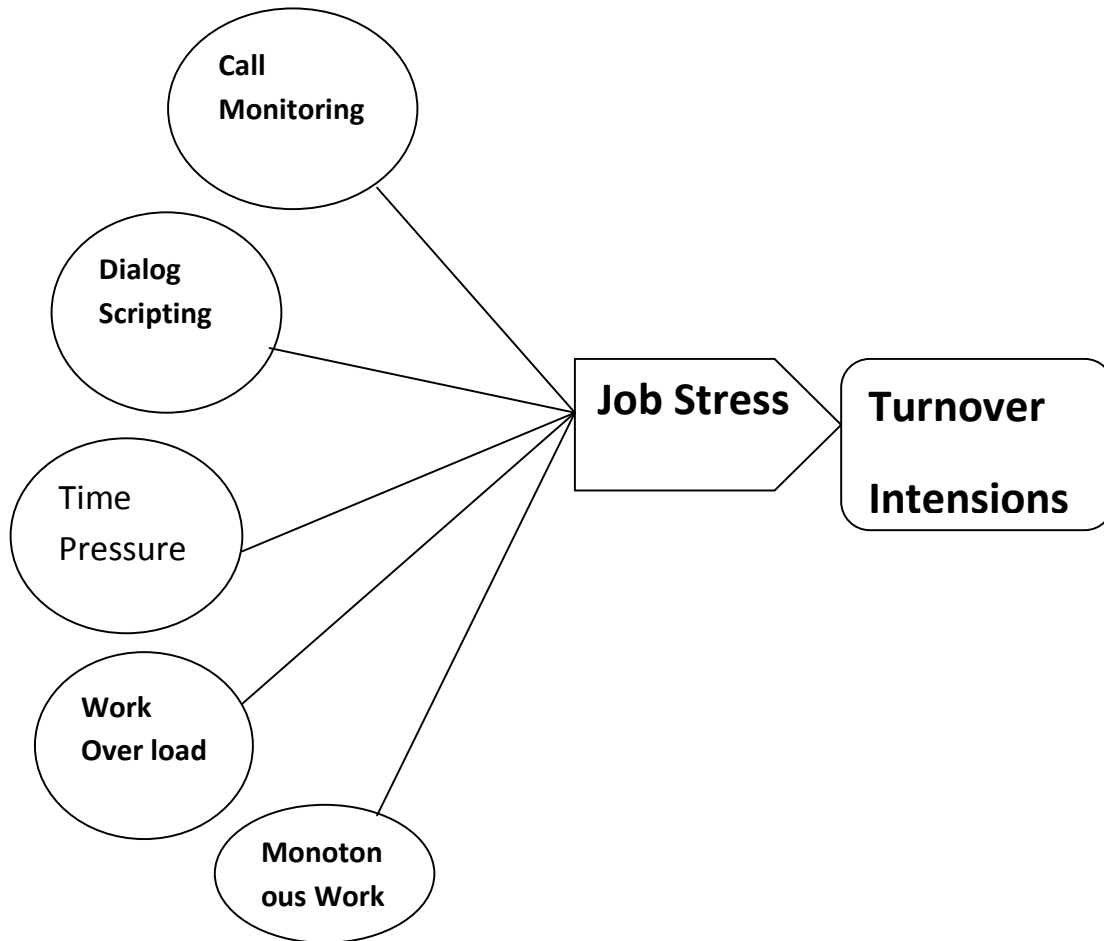 Call
Monitoring
Dialog
Scripting
Time
Pressure
Work
Over load
Monoton
ous Work
Job Stress
Turnover
Intensions